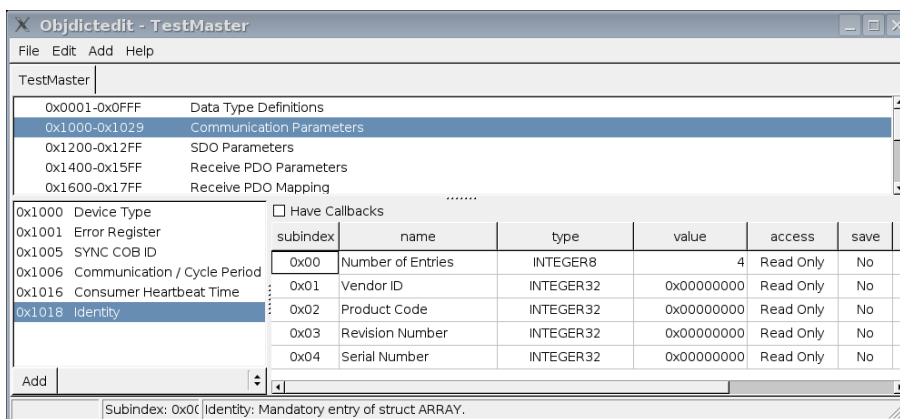 Objdictedit - TestMaster
File Edit Add Help
TestMaster
0x0001-0x0FFF Data Type Definitions
0x1000-0x1029 Communication Parameters
0x1200-0x12FF SDO Parameters
0x1400-0x15FF Receive PDO Parameters
0x1600-0x17FF Receive PDO Mapping
0x1000 Device Type
0x1001 Error Register
0x1005 SYNC COB ID
0x1006 Communication / Cycle Period
0x1016 Consumer Heartbeat Time
0x1018 Identity
Add
Have Callbacks
subindex name type value access save
0x00 Number of Entries INTEGER8 4 Read Only No
0x01 Vendor ID INTEGER32 0x00000000 Read Only No
0x02 Product Code INTEGER32 0x00000000 Read Only No
0x03 Revision Number INTEGER32 0x00000000 Read Only No
0x04 Serial Number INTEGER32 0x00000000 Read Only No
Subindex: 0x00 Identity: Mandatory entry of struct ARRAY.